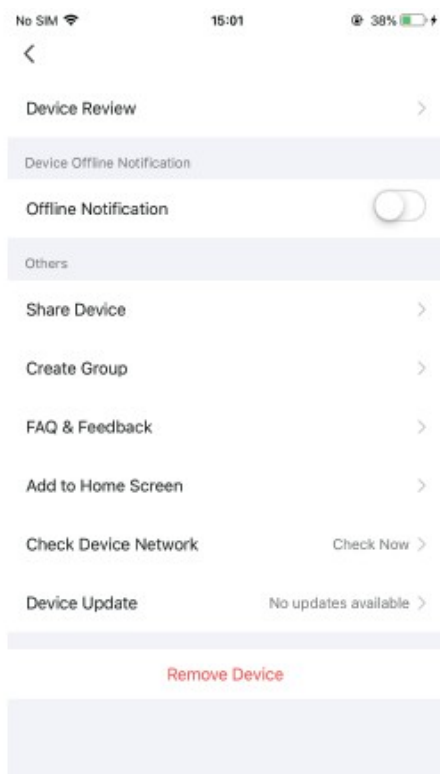 No SIM 15:01 38%
Device Review
Device Offline Notification
Offline Notification
Others
Share Device
Create Group
FAQ & Feedback
Add to Home Screen
Check Device Network Check Now
Device Update No updates available
Remove Device